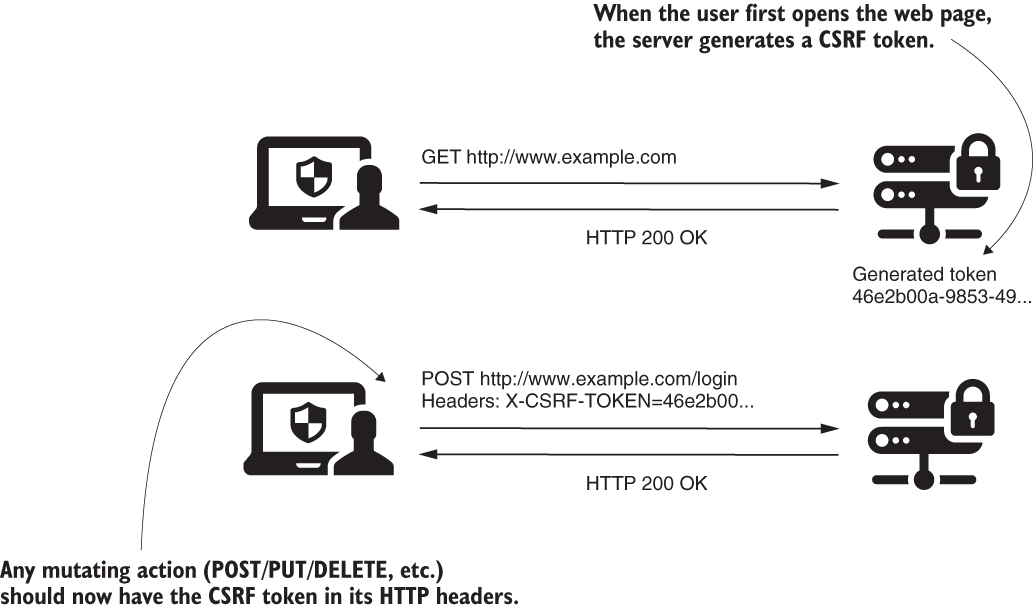 When the user first opens the web page,
the server generates a CSRF token.
GET http://www.example.com
HTTP 200 OK
Generated token
46e2b00a-9853-49...
POST http://www.example.com/login
Headers: X-CSRF-TOKEN=46e2b00...
HTTP 200 OK
Any mutating action (POST/PUT/DELETE, etc.)
should now have the CSRF token in its HTTP headers.